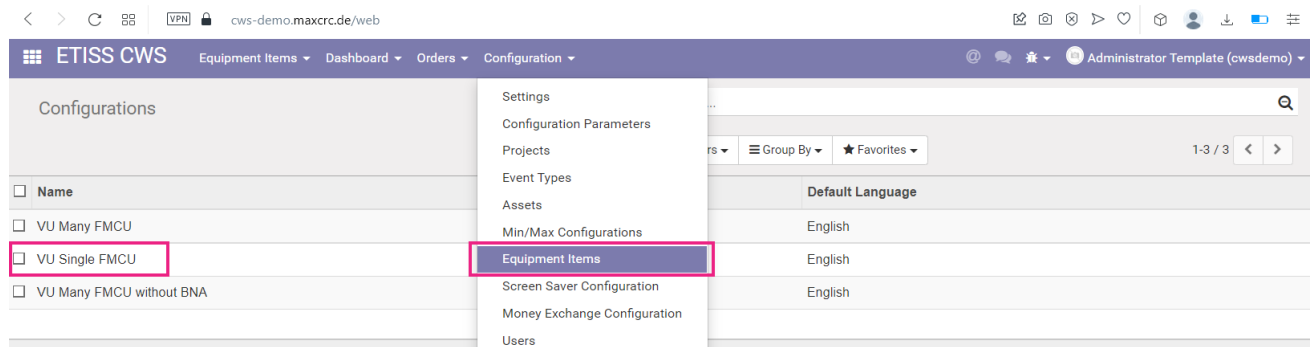 VPN cws-demo.maxcrc.de/web
ETISS CWS Equipment Items Dashboard Orders Configuration @ Administrator Template (cwsdemo)
Configurations
Settings
...
Configuration Parameters
Projects
rs Group By Favorites 1-3 / 3
Event Types
Name Assets Default Language
VU Many FMCU Min/Max Configurations English
VU Single FMCU Equipment Items English
VU Many FMCU without BNA Screen Saver Configuration English
Money Exchange Configuration
Users